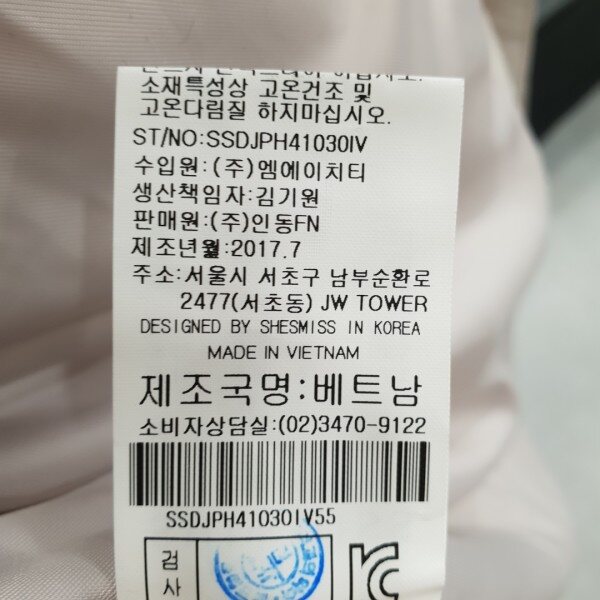 소재특성상 고온건조 및
고온다림질 하지마십시오.
ST/NO:SSDJPH41030IV
수입원:(주)엠에이치티
생산책임자:김기원
판매원:(주)인동FN
제조년월:2017.7
주소:서울시 서초구 남부순환로
2477(서초동) JW TOWER
DESIGNED BY SHESMISS IN KOREA
MADE IN VIETNAM
제조국명:베트남
소비자상담실:(02)3470-9122
SSDJPH41030IV55
검
사